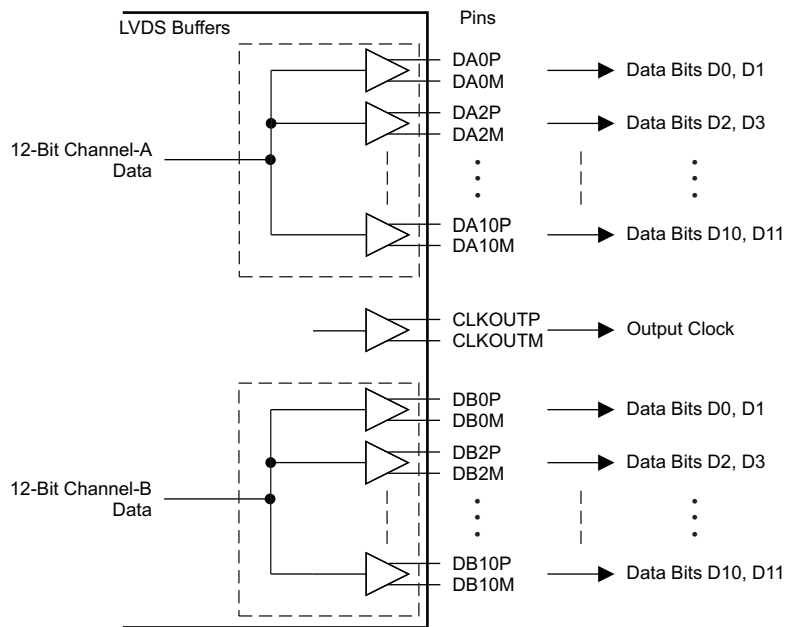 LVDS Buffers
Pins
DA0P
DA0M
Data Bits D0, D1
DA2P
DA2M
Data Bits D2, D3
12-Bit Channel-A
Data
DA10P
DA10M
Data Bits D10, D11
CLKOUTP
CLKOUTM
Output Clock
DB0P
DB0M
Data Bits D0, D1
DB2P
DB2M
Data Bits D2, D3
12-Bit Channel-B
Data
DB10P
DB10M
Data Bits D10, D11